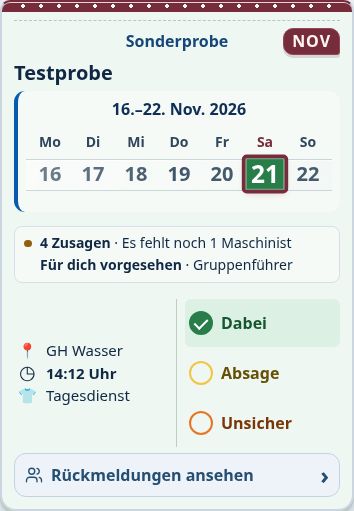 Sonderprobe
NOV
Testprobe
16.–22. Nov. 2026
Mo Di Mi Do Fr Sa So
16 17 18 19 20 21 22
4 Zusagen · Es fehlt noch 1 Maschinist
Für dich vorgesehen · Gruppenführer
GH Wasser
14:12 Uhr
Tagesdienst
Dabei
Absage
Unsicher
Rückmeldungen ansehen ›